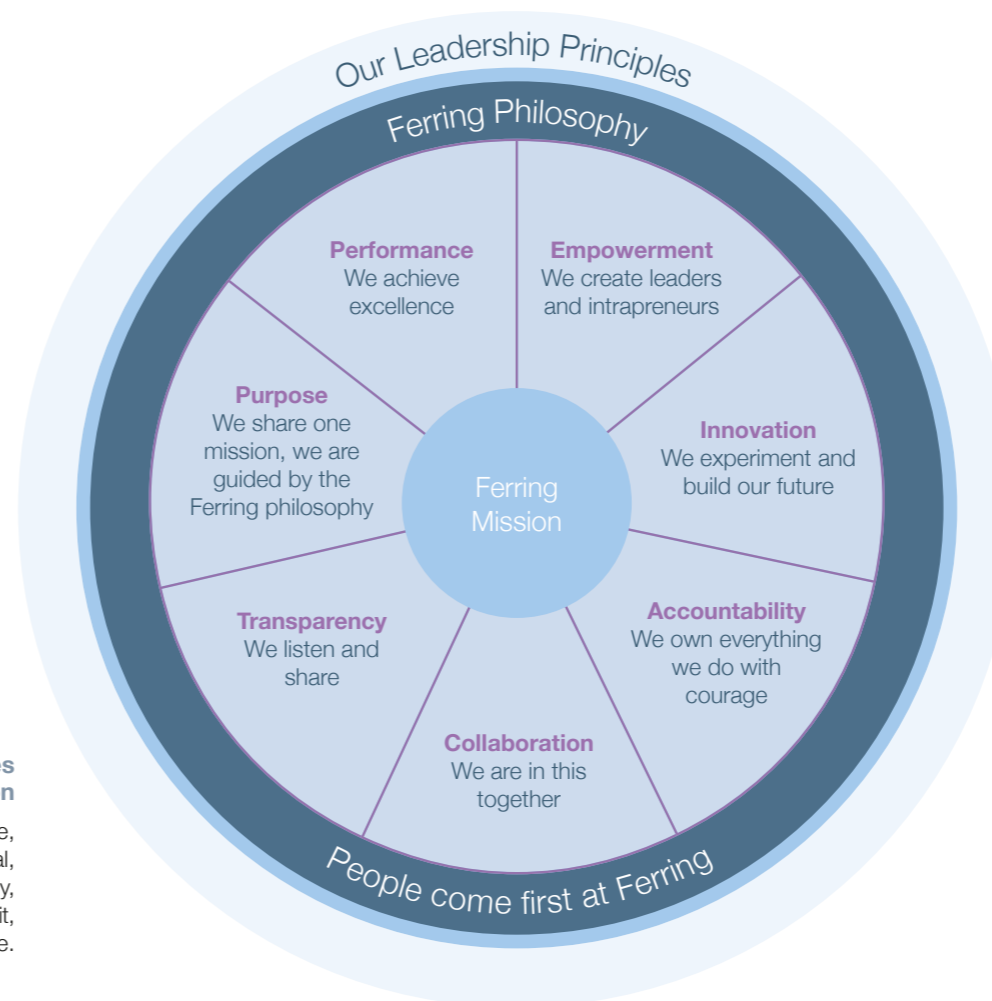 Our Leadership Principles
Ferring Philosophy
Performance
We achieve
excellence
Empowerment
We create leaders
and intrapreneurs
Purpose
We share one
mission, we are
guided by the
Ferring philosophy
Innovation
We experiment and
build our future
Ferring
Mission
Transparency
We listen and
share
Accountability
We own everything
we do with
courage
Collaboration
We are in this
together
People come first at Ferring